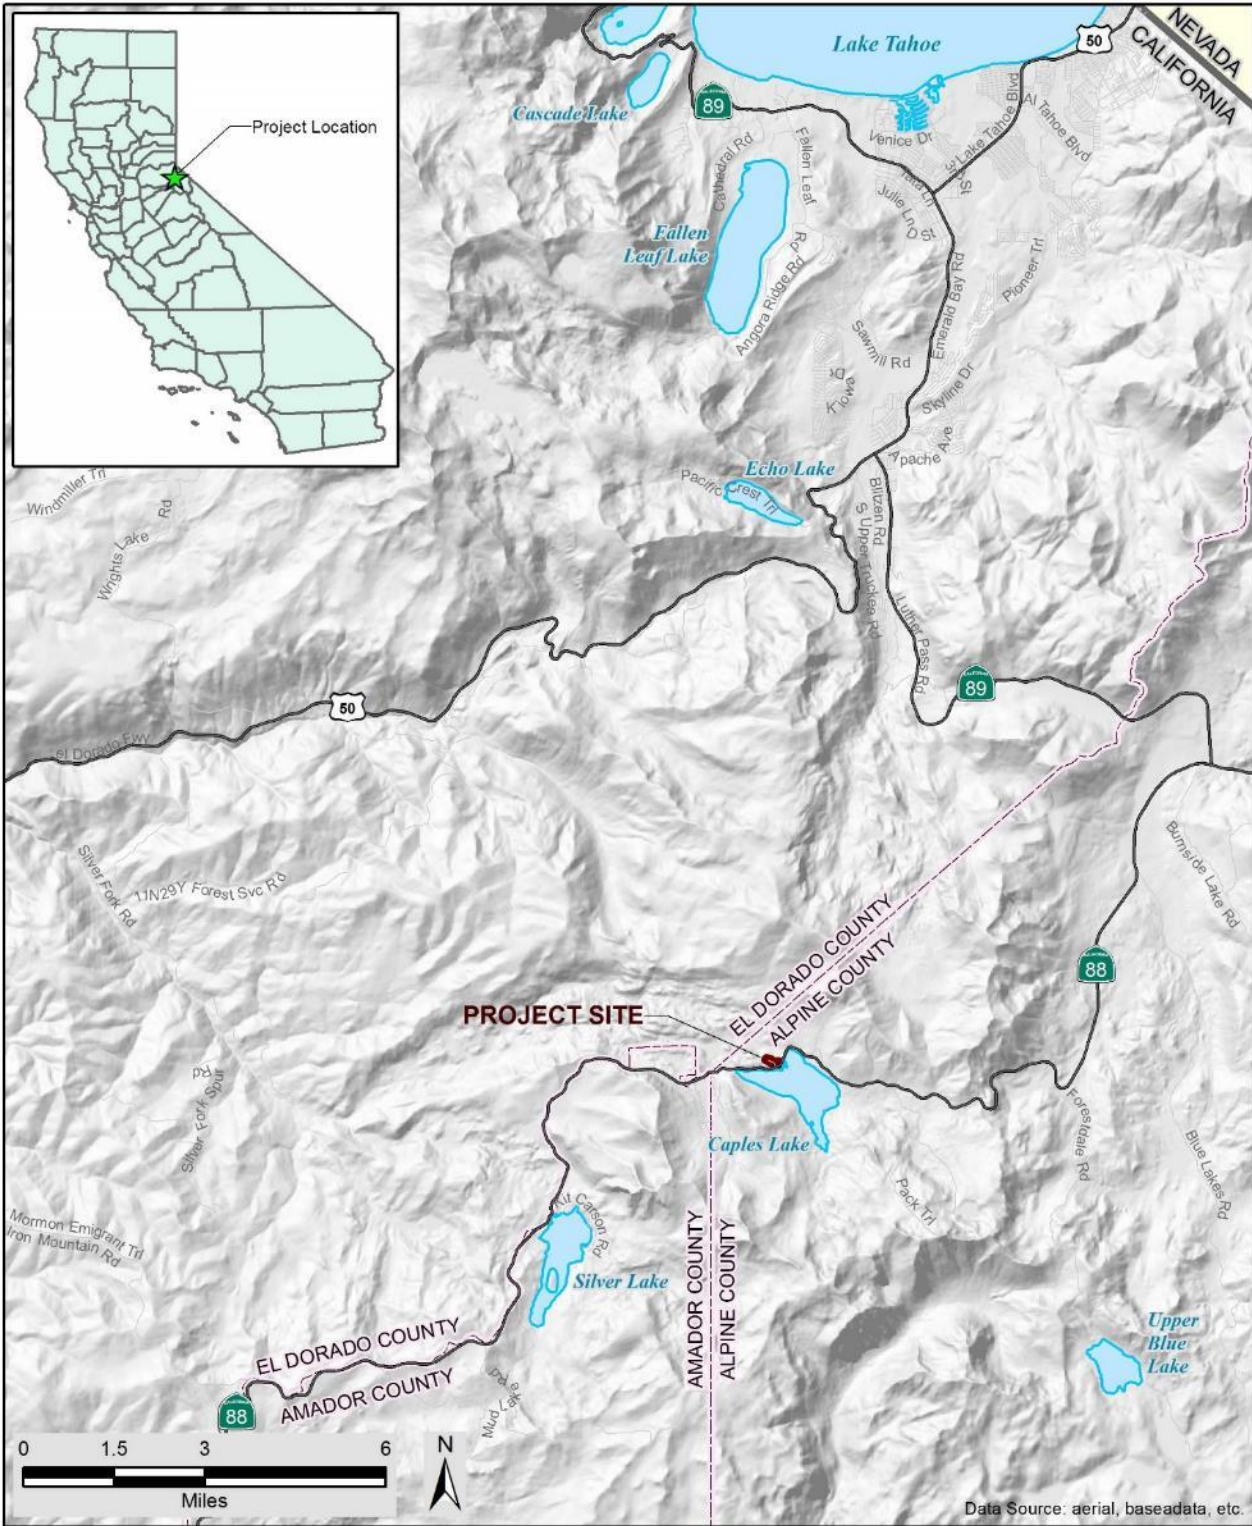 NEVADA
CALIFORNIA
50
Lake Tahoe
Project Location
Cascade Lake
89
Venice Dr
Lake Tahoe Blvd
Al Tahoe Blvd
3rd St
Tata Ln
Julie Ln
D St
Cathedral Rd
Fallen Leaf
Rd
Fallen
Leaf Lake
Angora Ridge Rd
Pioneer Trl
Emerald Bay Rd
Sawmill Rd
Skyline Dr
Kiowa Dr
Apache Ave
Echo Lake
Pacific Crest Trl
Windmiller Trl
Wrights Lake Rd
Blitzen Rd
S Upper Truckee Rd
Luther Pass Rd
89
50
el Dorado Fwy
Silver Fork Rd
11N29Y Forest Svc Rd
Burnside Lake Rd
EL DORADO COUNTY
ALPINE COUNTY
88
PROJECT SITE
Silver Fork Spur Rd
Caples Lake
Forestdale Rd
Blue Lakes Rd
Pack Trl
Kit Carson Rd
Mormon Emigrant Trl
Iron Mountain Rd
Silver Lake
AMADOR COUNTY
ALPINE COUNTY
Upper
Blue
Lake
EL DORADO COUNTY
AMADOR COUNTY
Mud Lake Rd
88
0 1.5 3 6
Miles
N
Data Source: aerial, baseadata, etc.